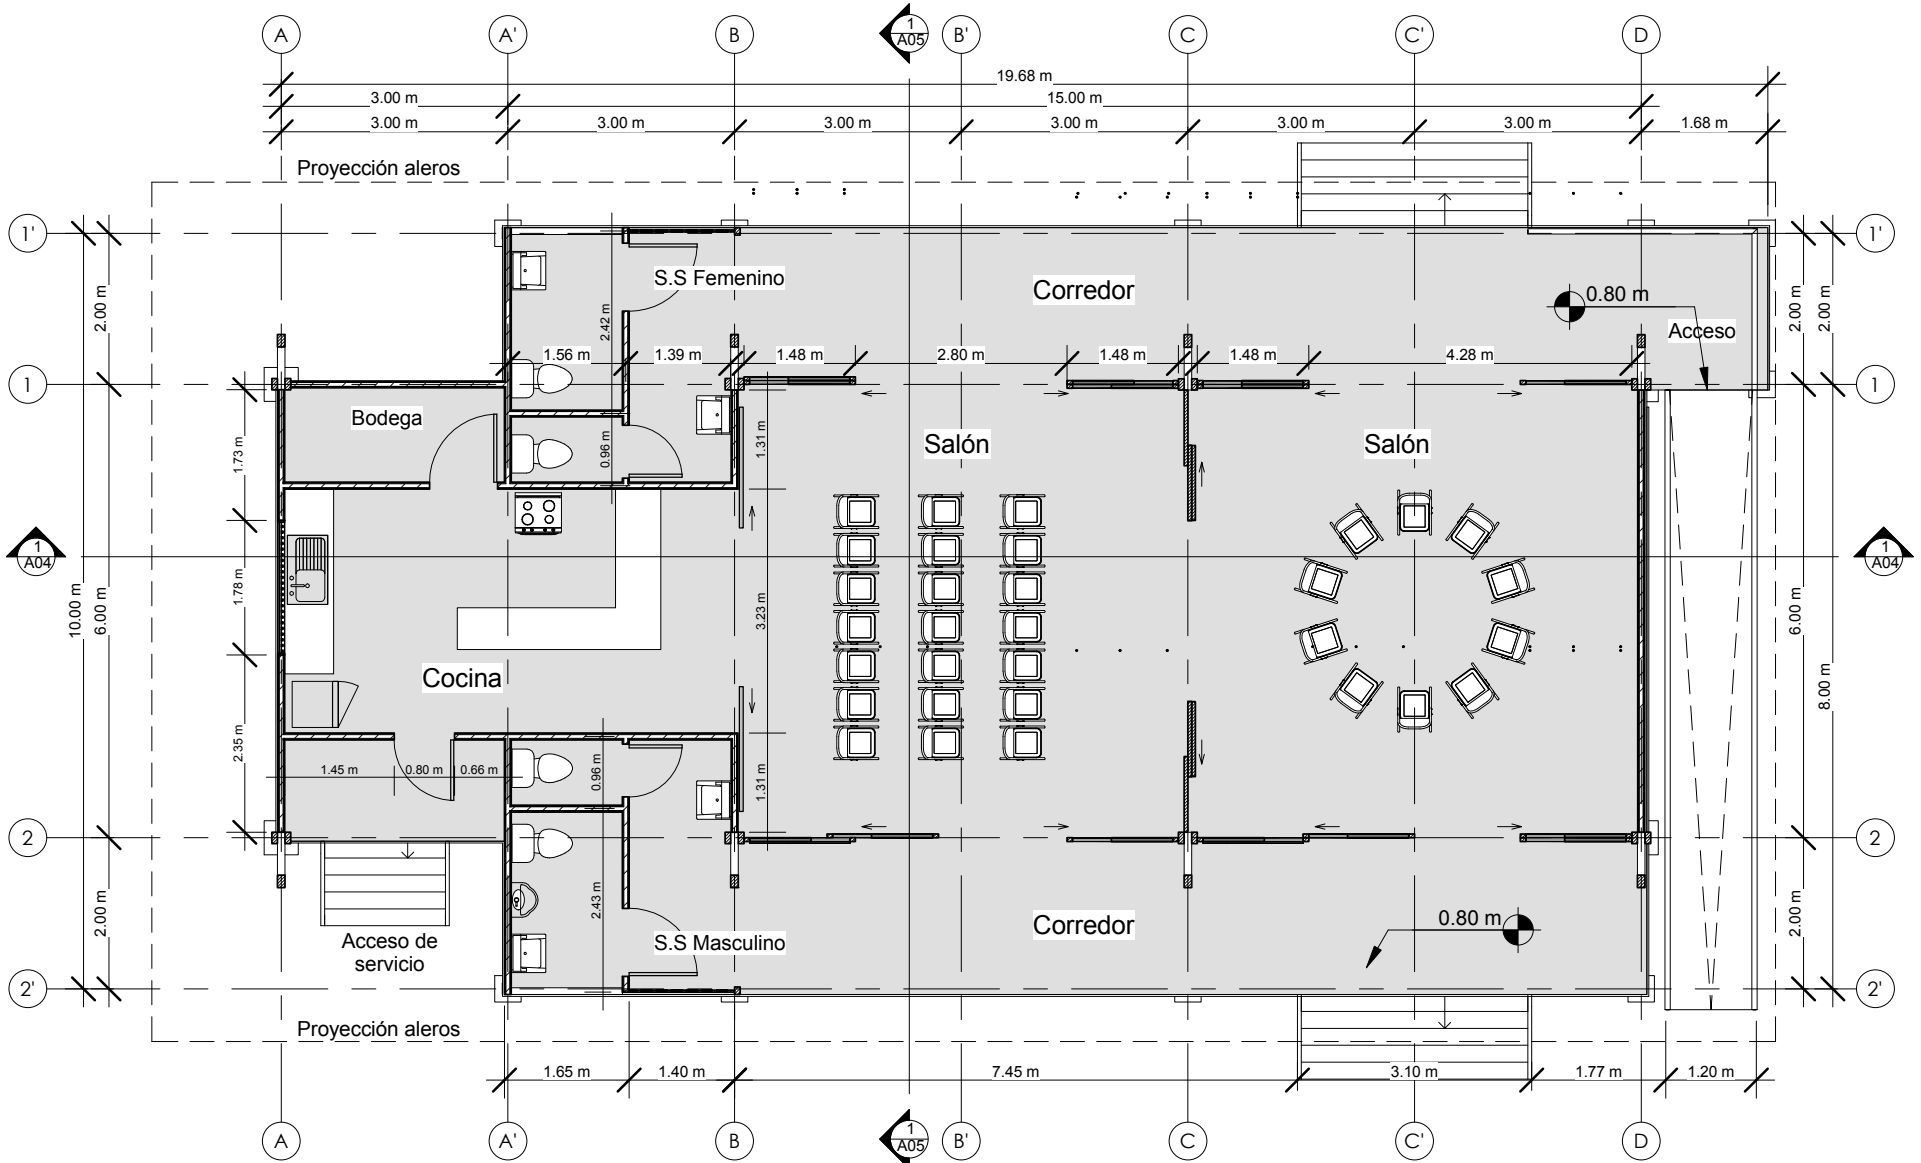 A
A'
B
1
A05
B'
C
C'
D
19.68 m
3.00 m
15.00 m
3.00 m
3.00 m
3.00 m
3.00 m
3.00 m
3.00 m
1.68 m
Proyección aleros
1'
1'
S.S Femenino
Corredor
0.80 m
Acceso
2.00 m
2.42 m
2.00 m
2.00 m
1.56 m
1.39 m
1.48 m
2.80 m
1.48 m
1.48 m
4.28 m
1
1
Bodega
Salón
Salón
1.73 m
0.96 m
1.31 m
1
A04
1
A04
10.00 m
6.00 m
1.78 m
3.23 m
6.00 m
8.00 m
Cocina
2.35 m
1.45 m
0.80 m
0.66 m
0.96 m
1.31 m
2
2
2.00 m
2.43 m
2.00 m
Acceso de
servicio
S.S Masculino
Corredor
0.80 m
2'
2'
Proyección aleros
1.65 m
1.40 m
7.45 m
3.10 m
1.77 m
1.20 m
A
A'
B
1
A05
B'
C
C'
D